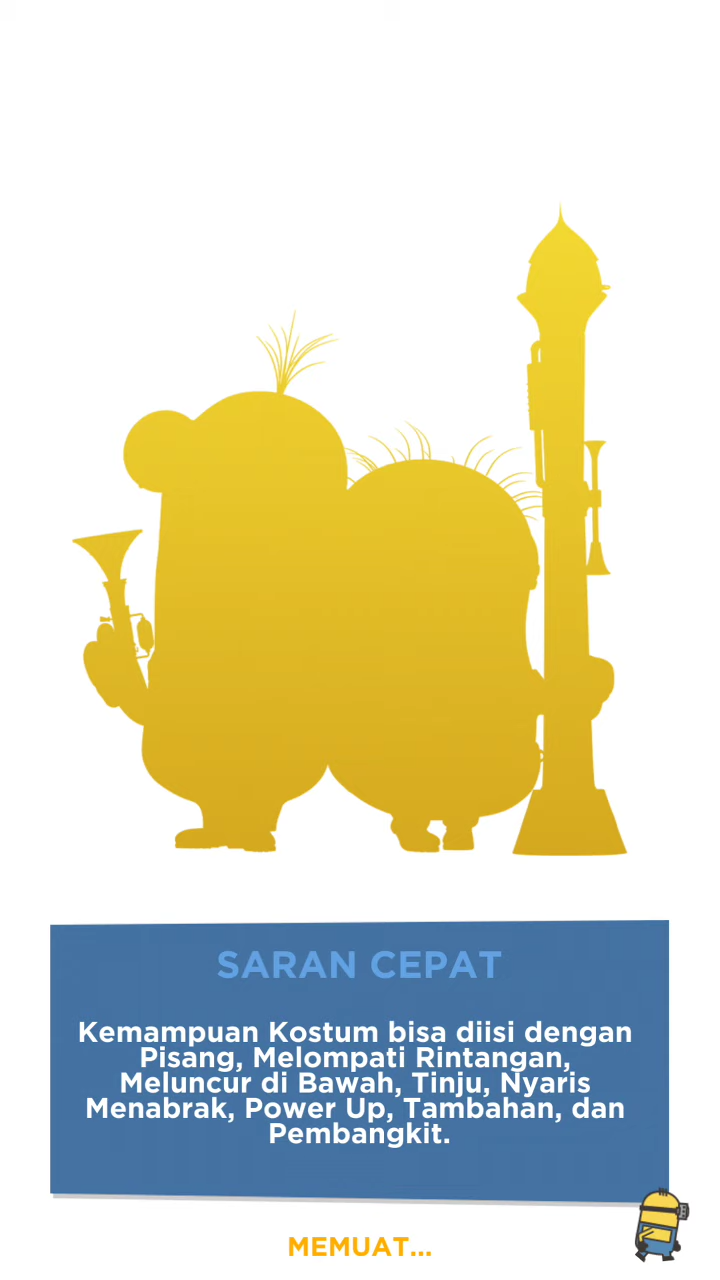 SARAN CEPAT
Kemampuan Kostum bisa diisi dengan
Pisang, Melompati Rintangan,
Meluncur di Bawah, Tinju, Nyaris
Menabrak, Power Up, Tambahan, dan
Pembangkit.
MEMUAT...